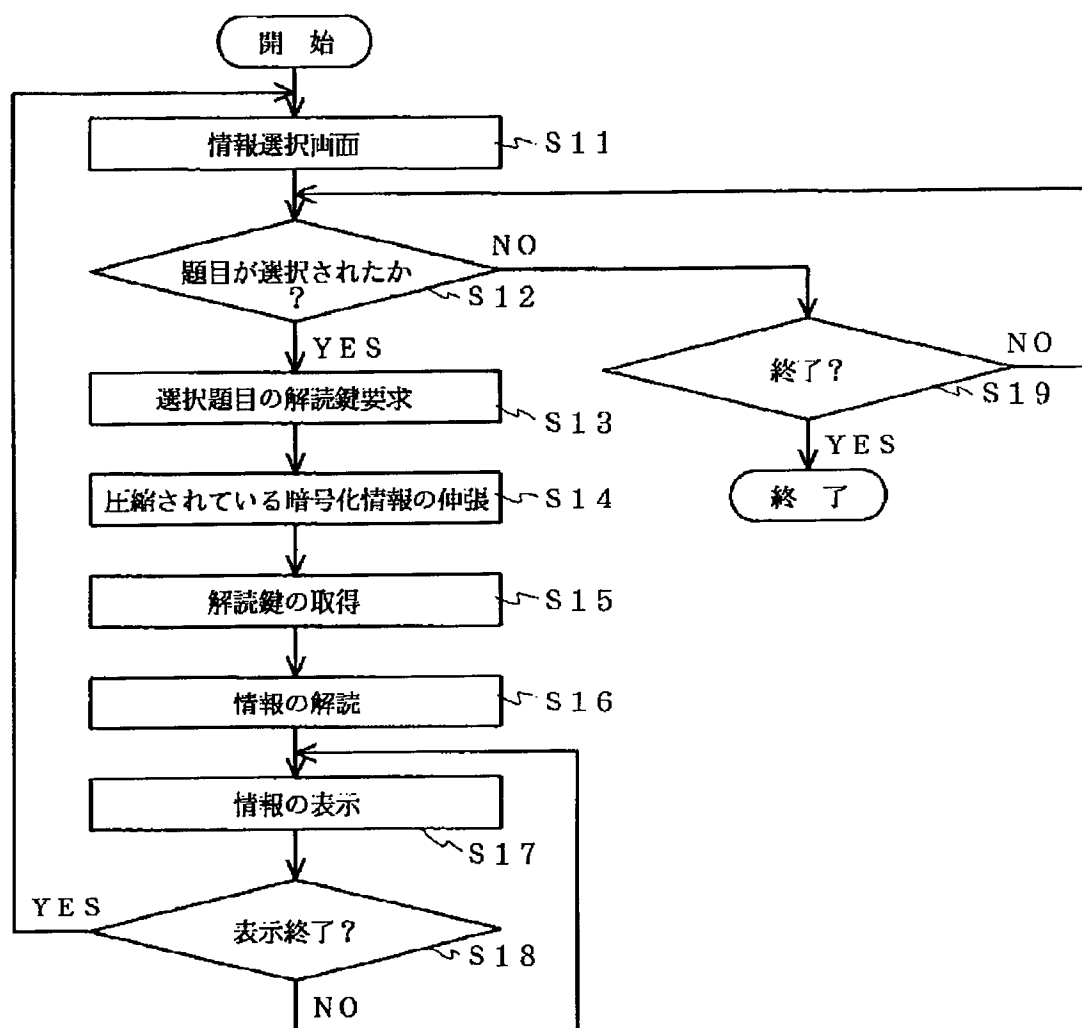 開 始
情報選択画面
S11
題目が選択されたか
?
S12
NO
YES
終了?
S19
NO
YES
終 了
選択題目の解読鍵要求
S13
圧縮されている暗号化情報の伸張
S14
解読鍵の取得
S15
情報の解読
S16
情報の表示
S17
表示終了?
S18
YES
NO